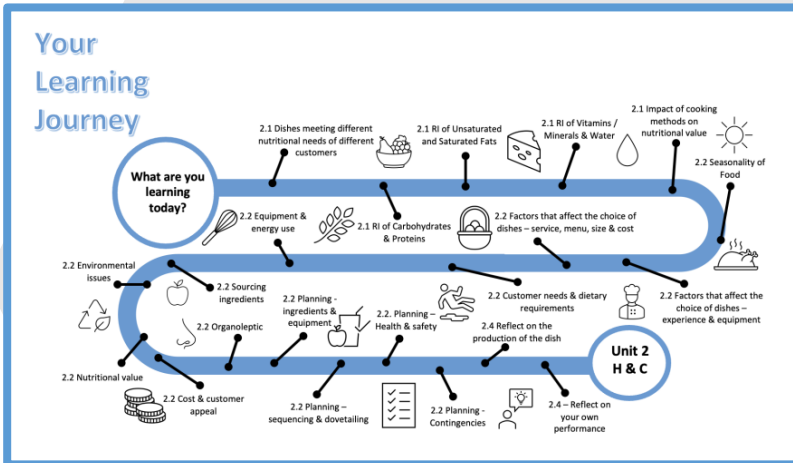 Your
Learning
Journey
What are you
learning
today?
2.1 Dishes meeting different
nutritional needs of different
customers
2.1 RI of Unsaturated
and Saturated Fats
2.1 RI of Vitamins /
Minerals & Water
2.1 Impact of cooking
methods on
nutritional value
2.2 Seasonality of
Food
2.1 RI of Carbohydrates
& Proteins
2.2 Equipment &
energy use
2.2 Factors that affect the choice of
dishes – service, menu, size & cost
2.2 Environmental
issues
2.2 Sourcing
ingredients
2.2 Customer needs & dietary
requirements
2.2 Factors that affect the
choice of dishes –
experience & equipment
2.2 Organoleptic
2.2 Planning -
ingredients &
equipment
2.2. Planning –
Health & safety
2.4 Reflect on the
production of the dish
Unit 2
H & C
2.2 Nutritional value
2.2 Cost & customer
appeal
2.2 Planning –
sequencing & dovetailing
2.2 Planning -
Contingencies
2.4 – Reflect on
your own
performance